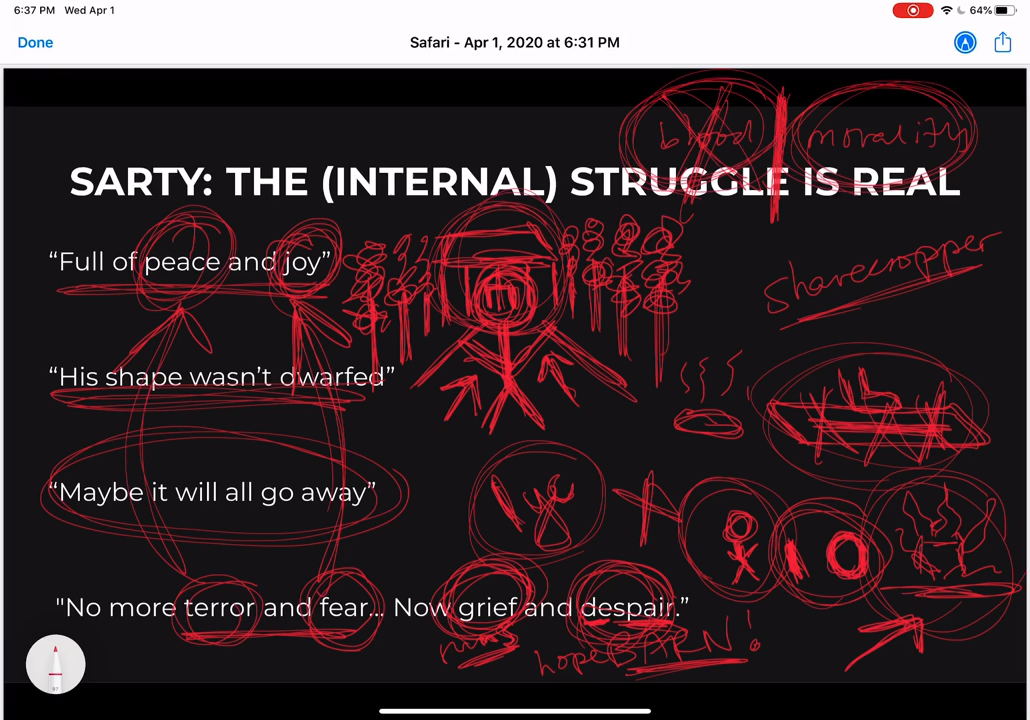 6:37 PM Wed Apr 1
64%
Done
Safari - Apr 1, 2020 at 6:31 PM
blood
morality
SARTY: THE (INTERNAL) STRUGGLE IS REAL
sharecropper
“Full of peace and joy”
“His shape wasn’t dwarfed”
“Maybe it will all go away”
"No more terror and fear... Now grief and despair.”
hope BARN!